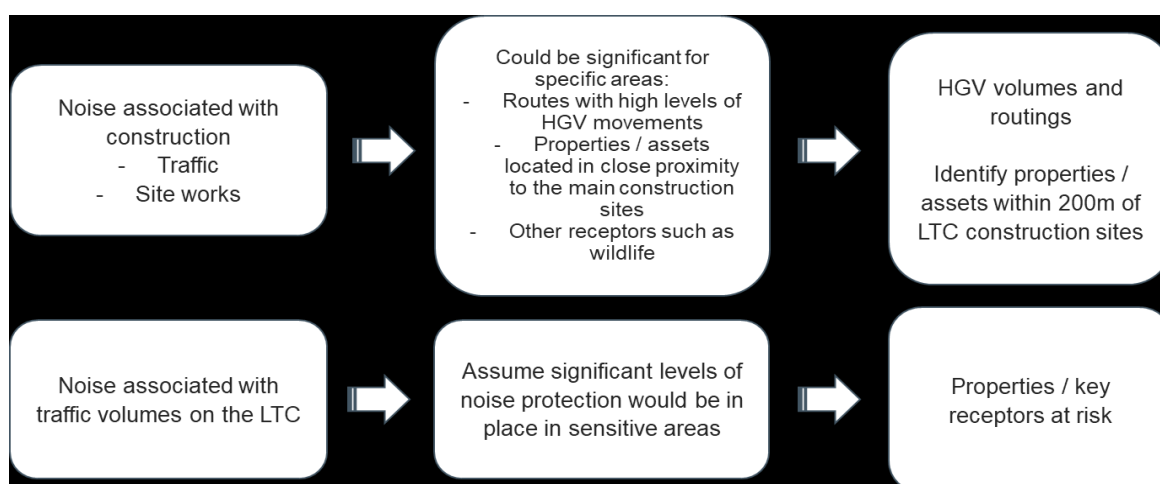 Noise associated with
construction
- Traffic
- Site works
Could be significant for
specific areas:
- Routes with high levels of
HGV movements
- Properties / assets
located in close proximity
to the main construction
sites
- Other receptors such as
wildlife
HGV volumes and
routings
Identify properties /
assets within 200m of
LTC construction sites
Noise associated with
traffic volumes on the LTC
Assume significant levels of
noise protection would be in
place in sensitive areas
Properties / key
receptors at risk